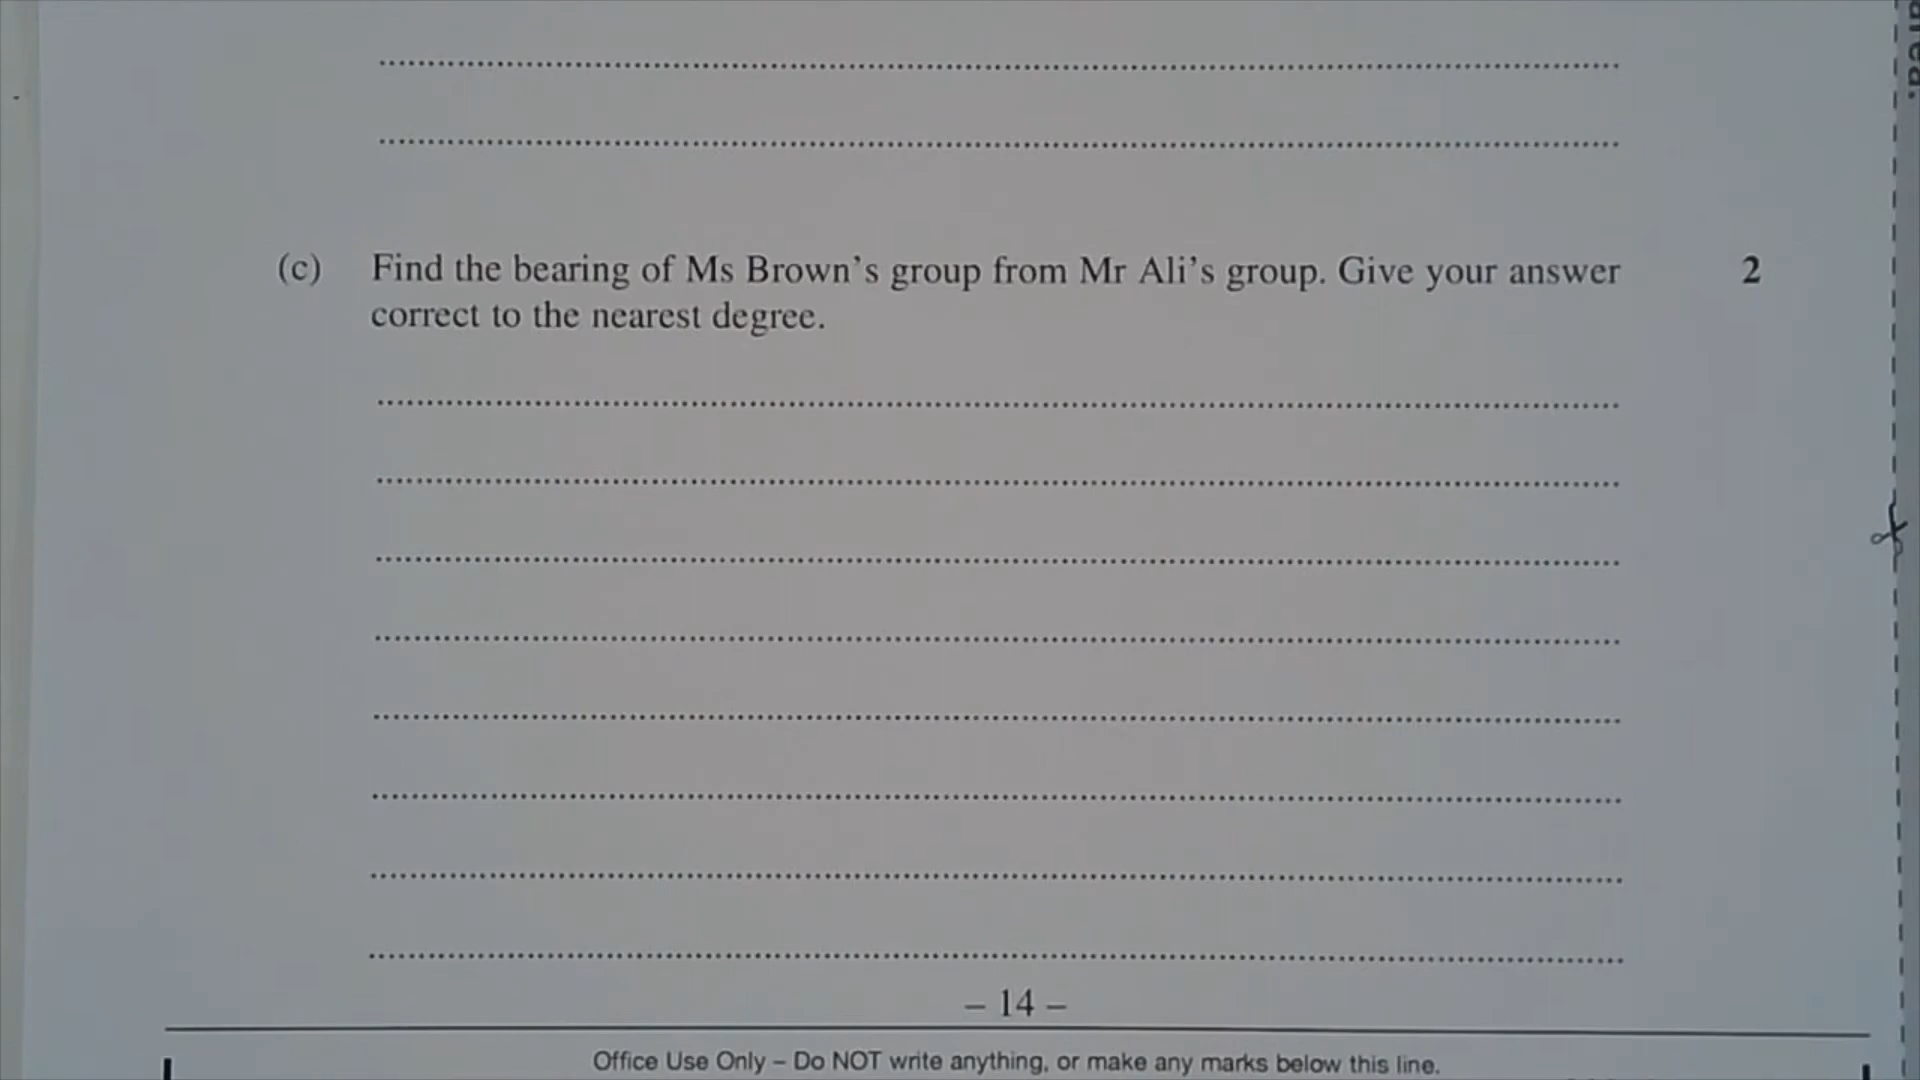 area.
(c) Find the bearing of Ms Brown's group from Mr Ali's group. Give your answer 2
correct to the nearest degree.
– 14 –
Office Use Only – Do NOT write anything, or make any marks below this line.